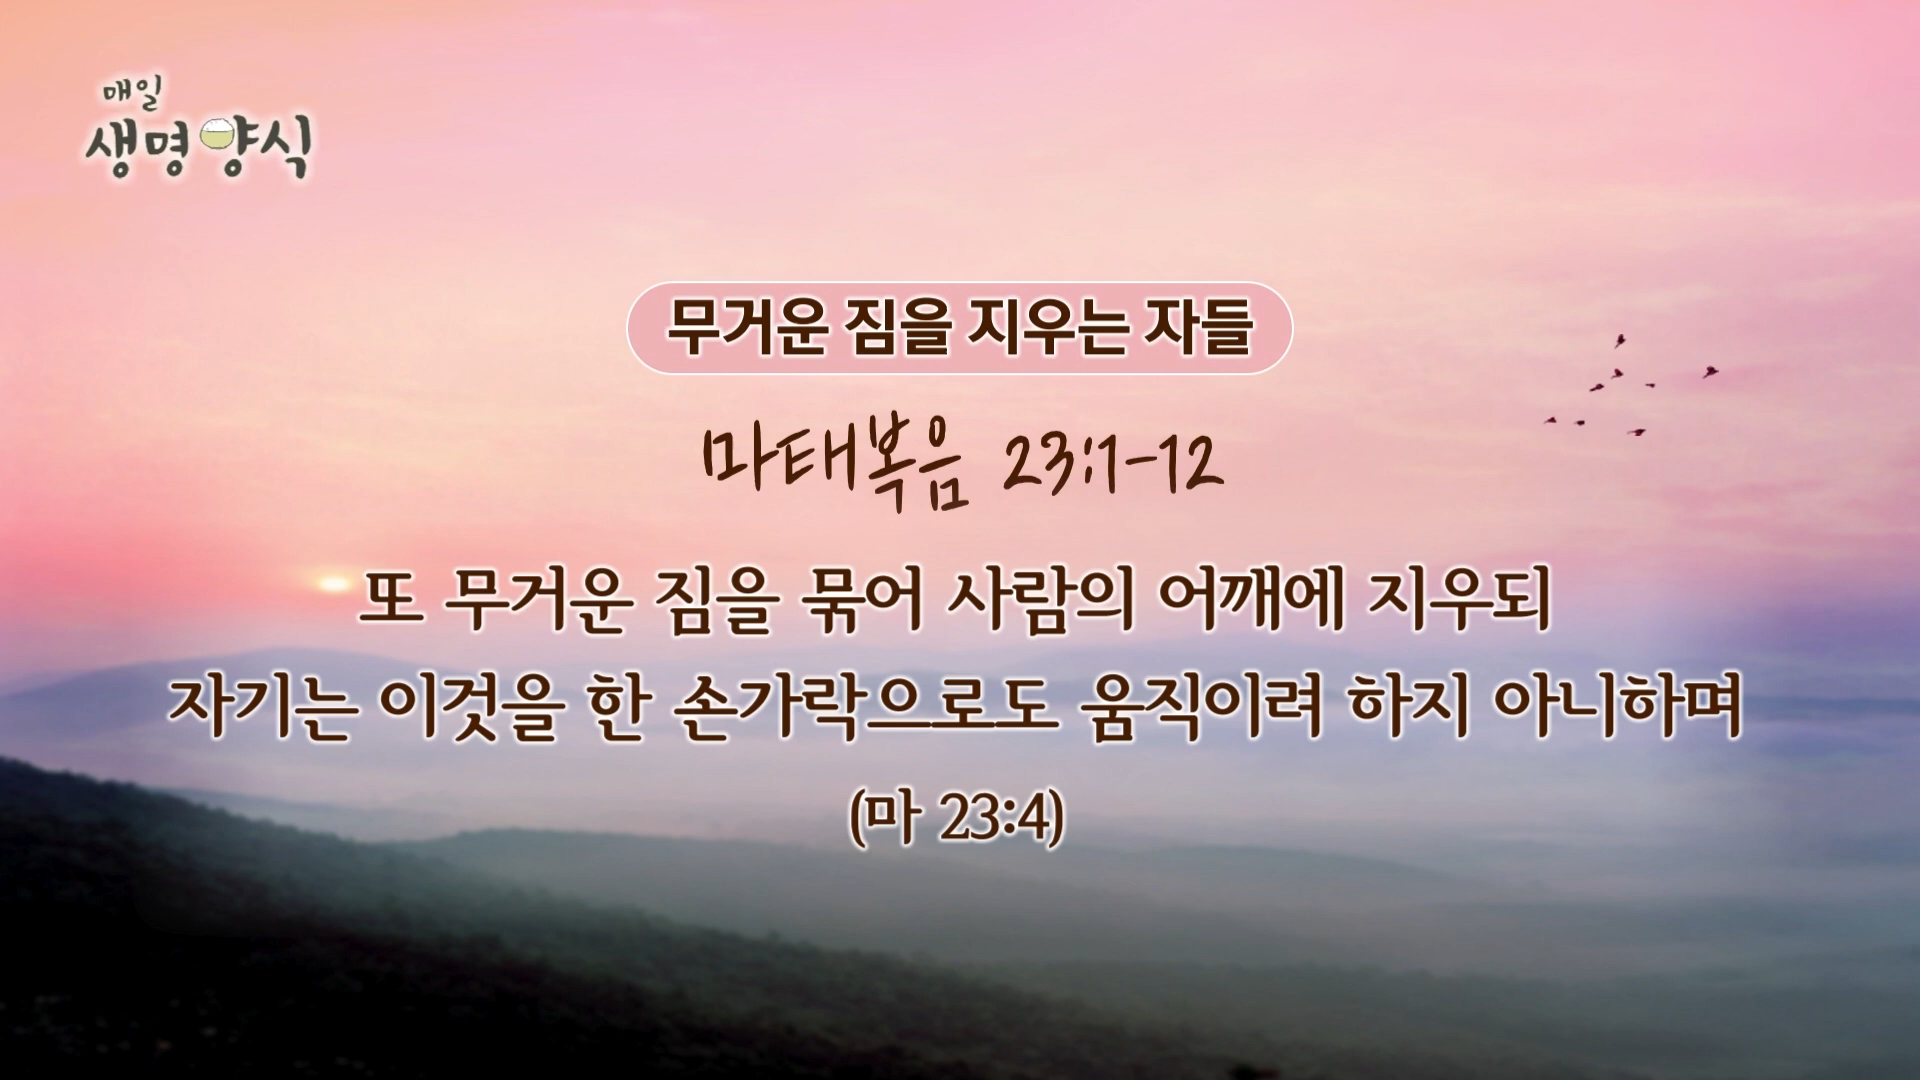 매일
생명양식
무거운 짐을 지우는 자들
마태복음 23:1-12
또 무거운 짐을 묶어 사람의 어깨에 지우되
자기는 이것을 한 손가락으로도 움직이려 하지 아니하며
(마 23:4)